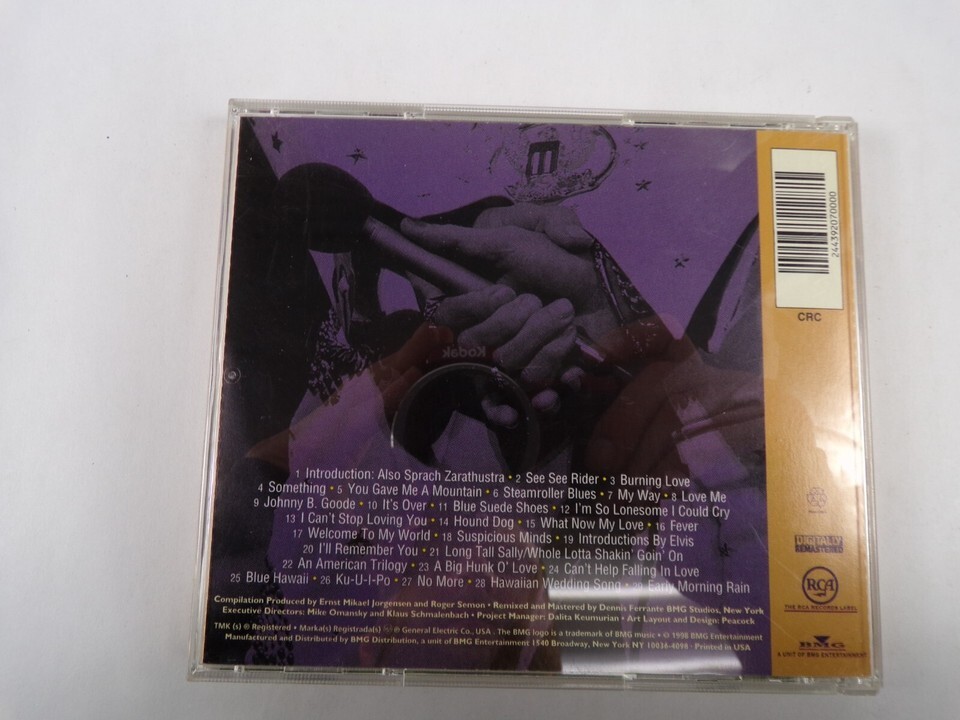 244392070000
CRC
Kodak
1 Introduction: Also Sprach Zarathustra • 2 See See Rider • 3 Burning Love
4 Something • 5 You Gave Me A Mountain • 6 Steamroller Blues • 7 My Way • 8 Love Me
9 Johnny B. Goode • 10 It's Over • 11 Blue Suede Shoes • 12 I'm So Lonesome I Could Cry
13 I Can't Stop Loving You • 14 Hound Dog • 15 What Now My Love • 16 Fever
17 Welcome To My World • 18 Suspicious Minds • 19 Introductions By Elvis
20 I'll Remember You • 21 Long Tall Sally/Whole Lotta Shakin' Goin' On
22 An American Trilogy • 23 A Big Hunk O' Love • 24 Can't Help Falling In Love
25 Blue Hawaii • 26 Ku-U-I-Po • 27 No More • 28 Hawaiian Wedding Song • 29 Early Morning Rain
Compilation Produced by Ernst Mikael Jorgensen and Roger Semon • Remixed and Mastered by Dennis Ferrante BMG Studios, New York
Executive Directors: Mike Omansky and Klaus Schmalenbach • Project Manager: Dalita Keumurian • Art Layout and Design: Peacock
TMK (s) ® Registered • Marka(s) Registrada(s) ® General Electric Co., USA. The BMG logo is a trademark of BMG music • © 1998 BMG Entertainment
Manufactured and Distributed by BMG Distribution, a unit of BMG Entertainment 1540 Broadway, New York NY 10036-4098 • Printed in USA
DIGITALLY
REMASTERED
RCA
THE RCA RECORDS LABEL
BMG
A UNIT OF BMG ENTERTAINMENT